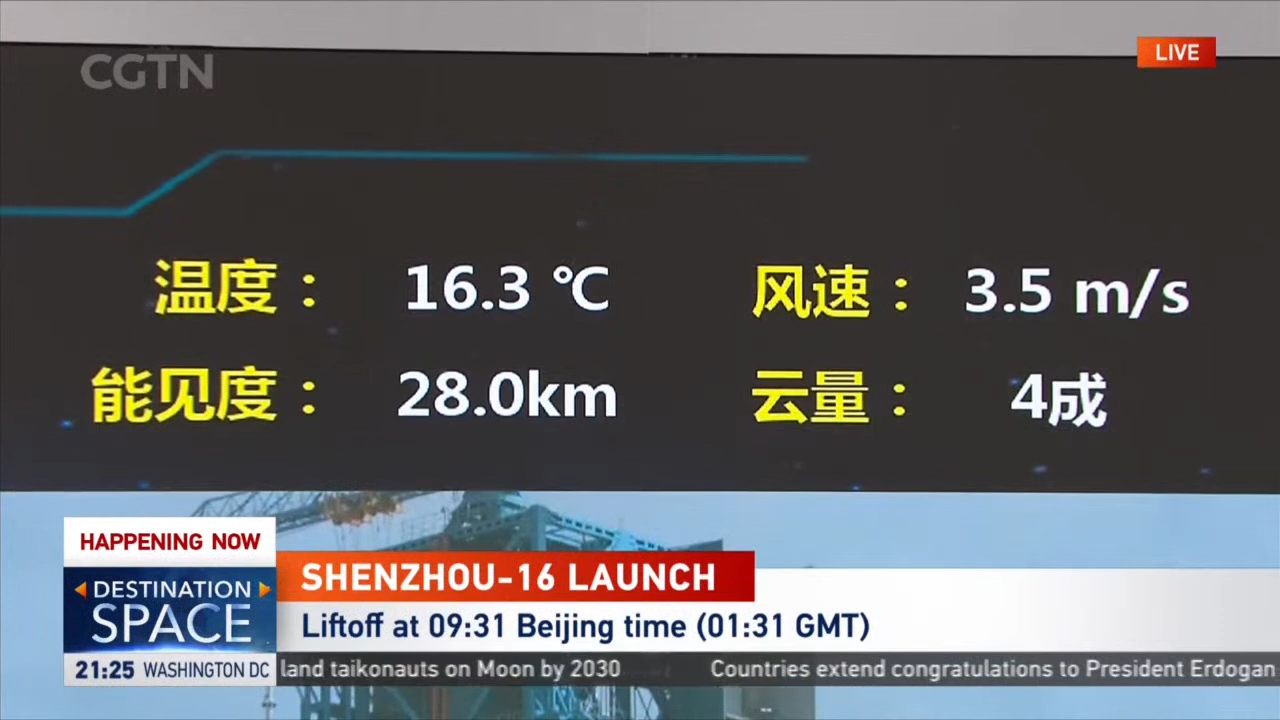 CGTN
LIVE
温度： 16.3 ℃ 风速： 3.5 m/s
能见度： 28.0km 云量： 4成
HAPPENING NOW
DESTINATION
SPACE
SHENZHOU-16 LAUNCH
Liftoff at 09:31 Beijing time (01:31 GMT)
21:25 WASHINGTON DC
land taikonauts on Moon by 2030 Countries extend congratulations to President Erdogan